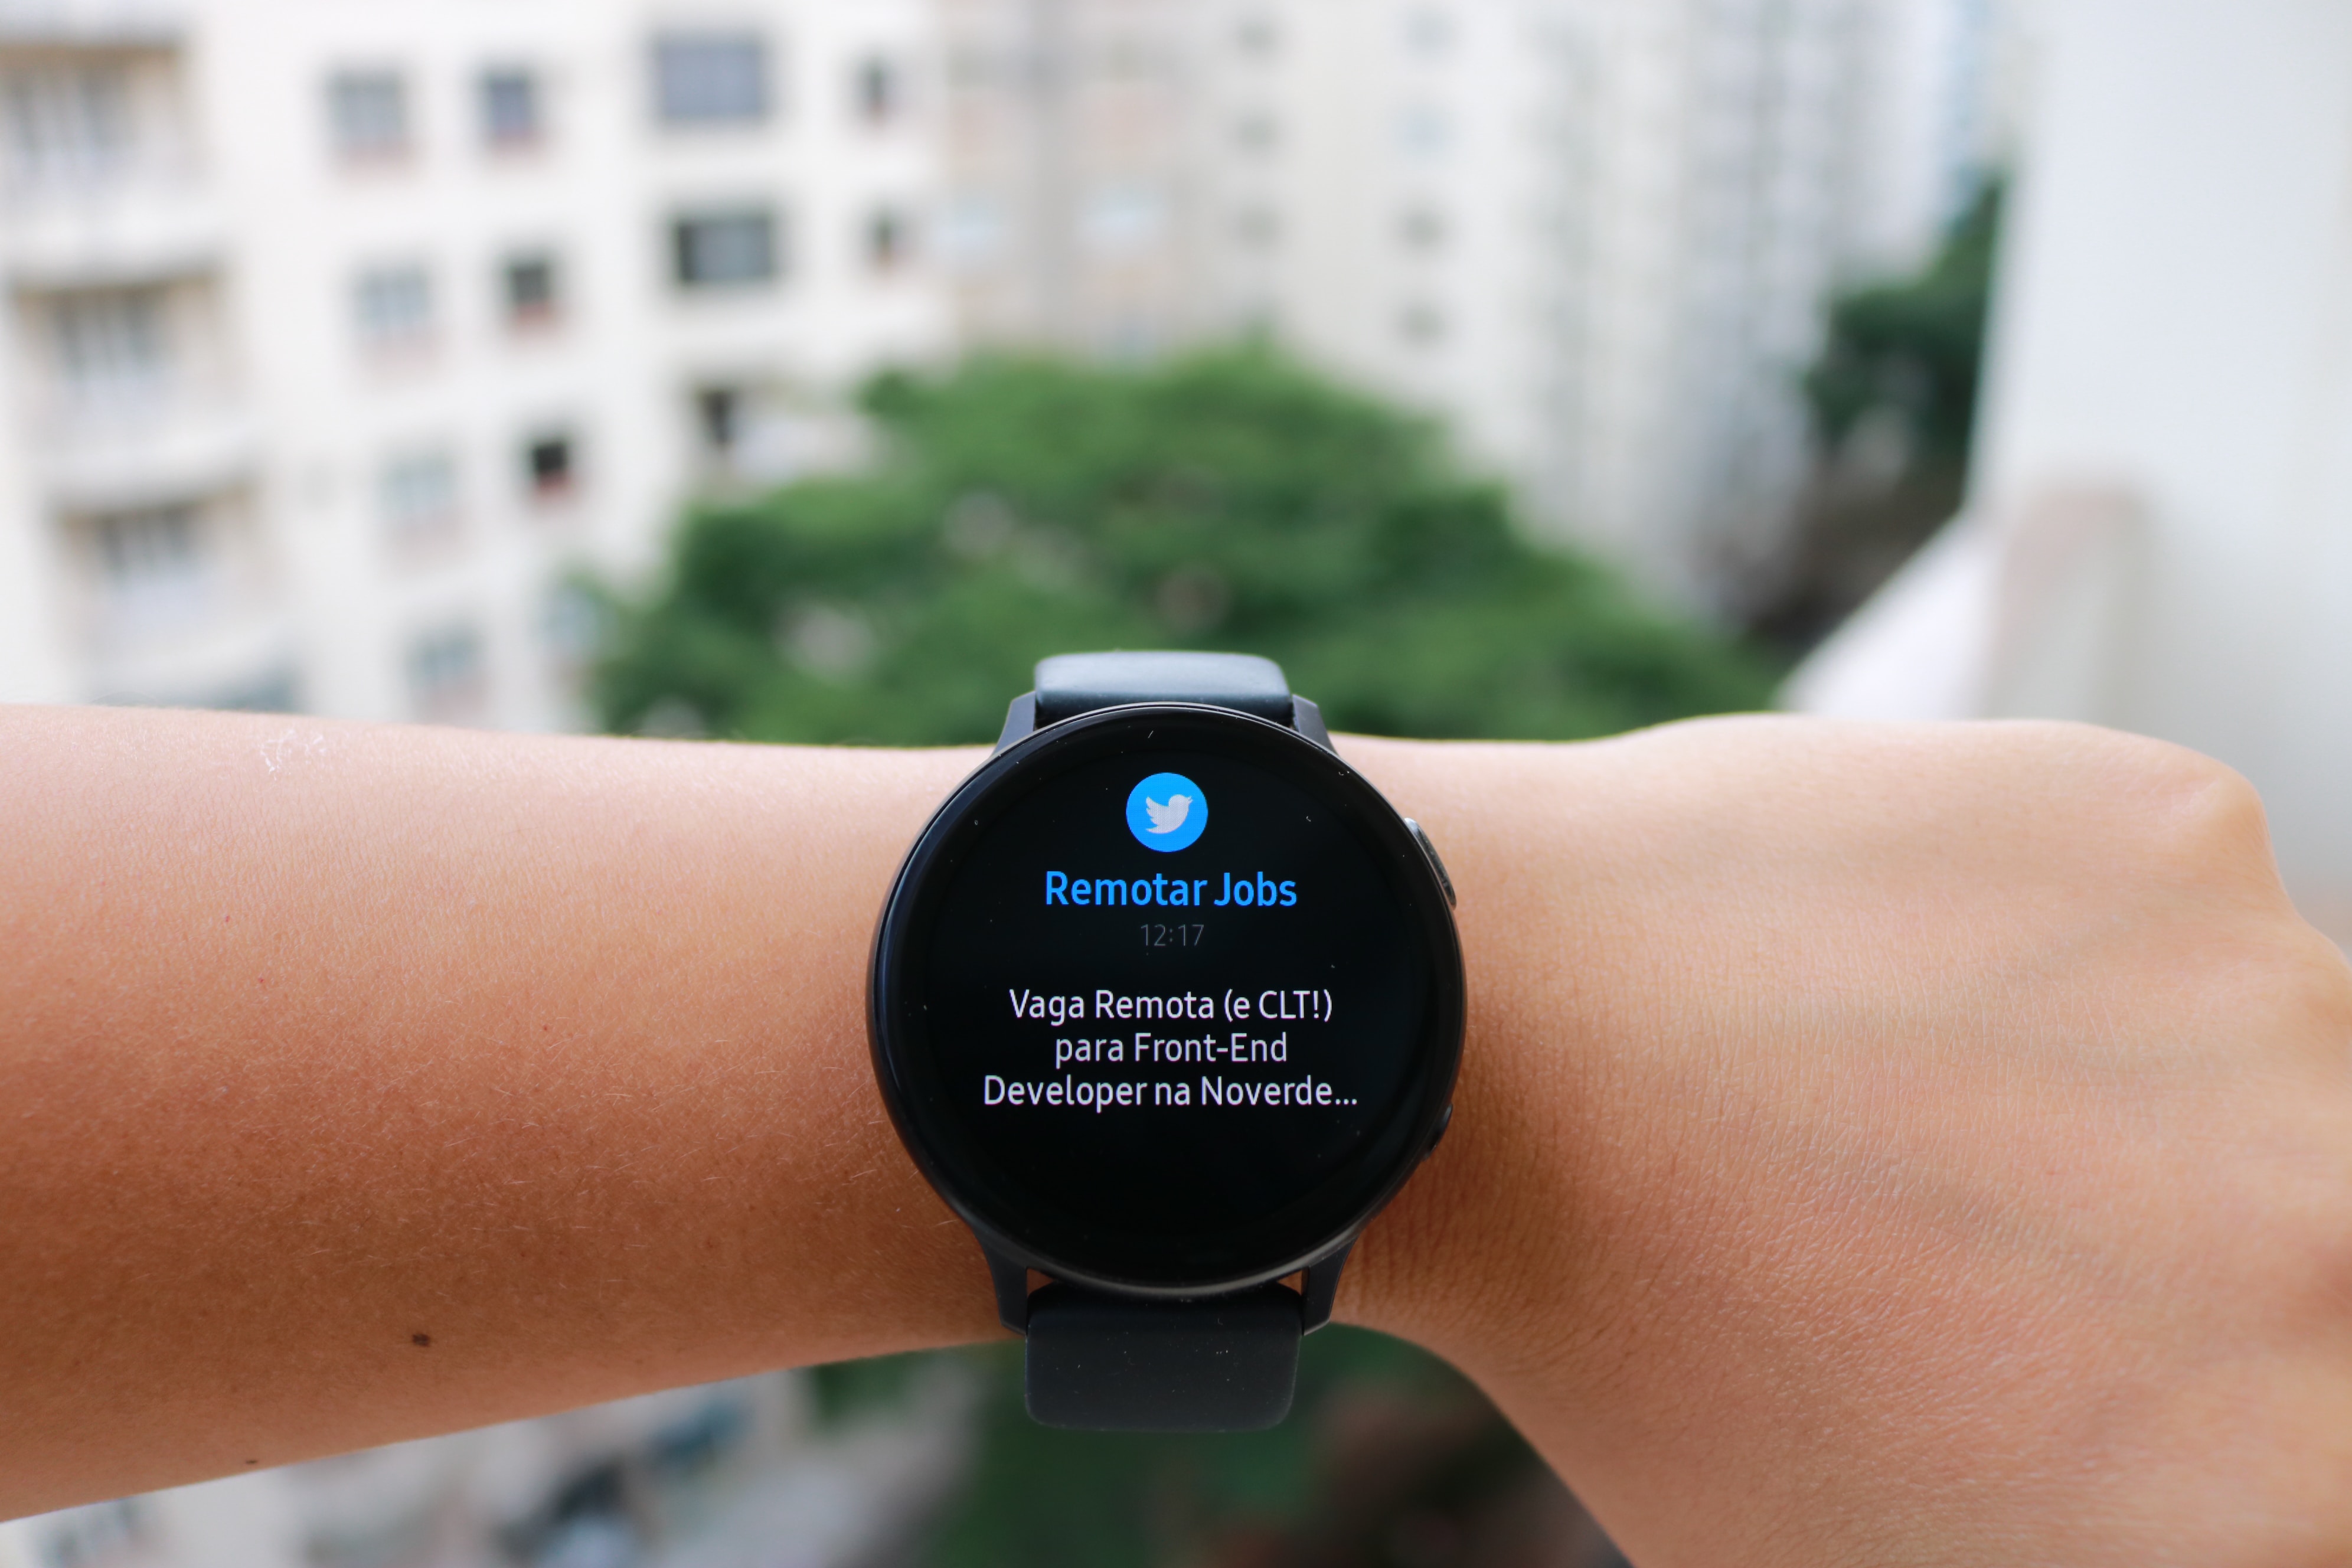 Remotar Jobs
12:17
Vaga Remota (e CLT!)
para Front-End
Developer na Noverde...